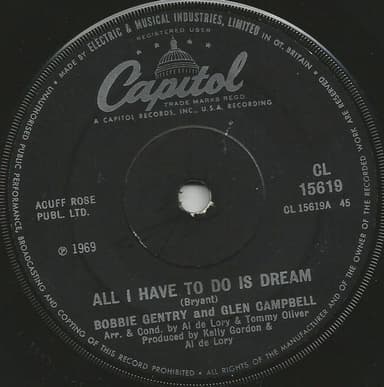 MADE BY ELECTRIC & MUSICAL INDUSTRIES, LIMITED IN GT. BRITAIN • ALL RIGHTS OF THE MANUFACTURER AND OF THE OWNER OF THE RECORDED WORK ARE RESERVED
UNAUTHORISED PUBLIC PERFORMANCE, BROADCASTING AND COPYING OF THIS RECORD PROHIBITED •
REGISTERED USER
Capitol
TRADE MARKS REGD.
A CAPITOL RECORDS, INC., U.S.A. RECORDING
CL
15619
ACUFF ROSE
PUBL. LTD.
CL 15619A 45
℗ 1969
ALL I HAVE TO DO IS DREAM
(Bryant)
BOBBIE GENTRY and GLEN CAMPBELL
Arr. & Cond. by Al de Lory & Tommy Oliver
Produced by Kelly Gordon &
Al de Lory